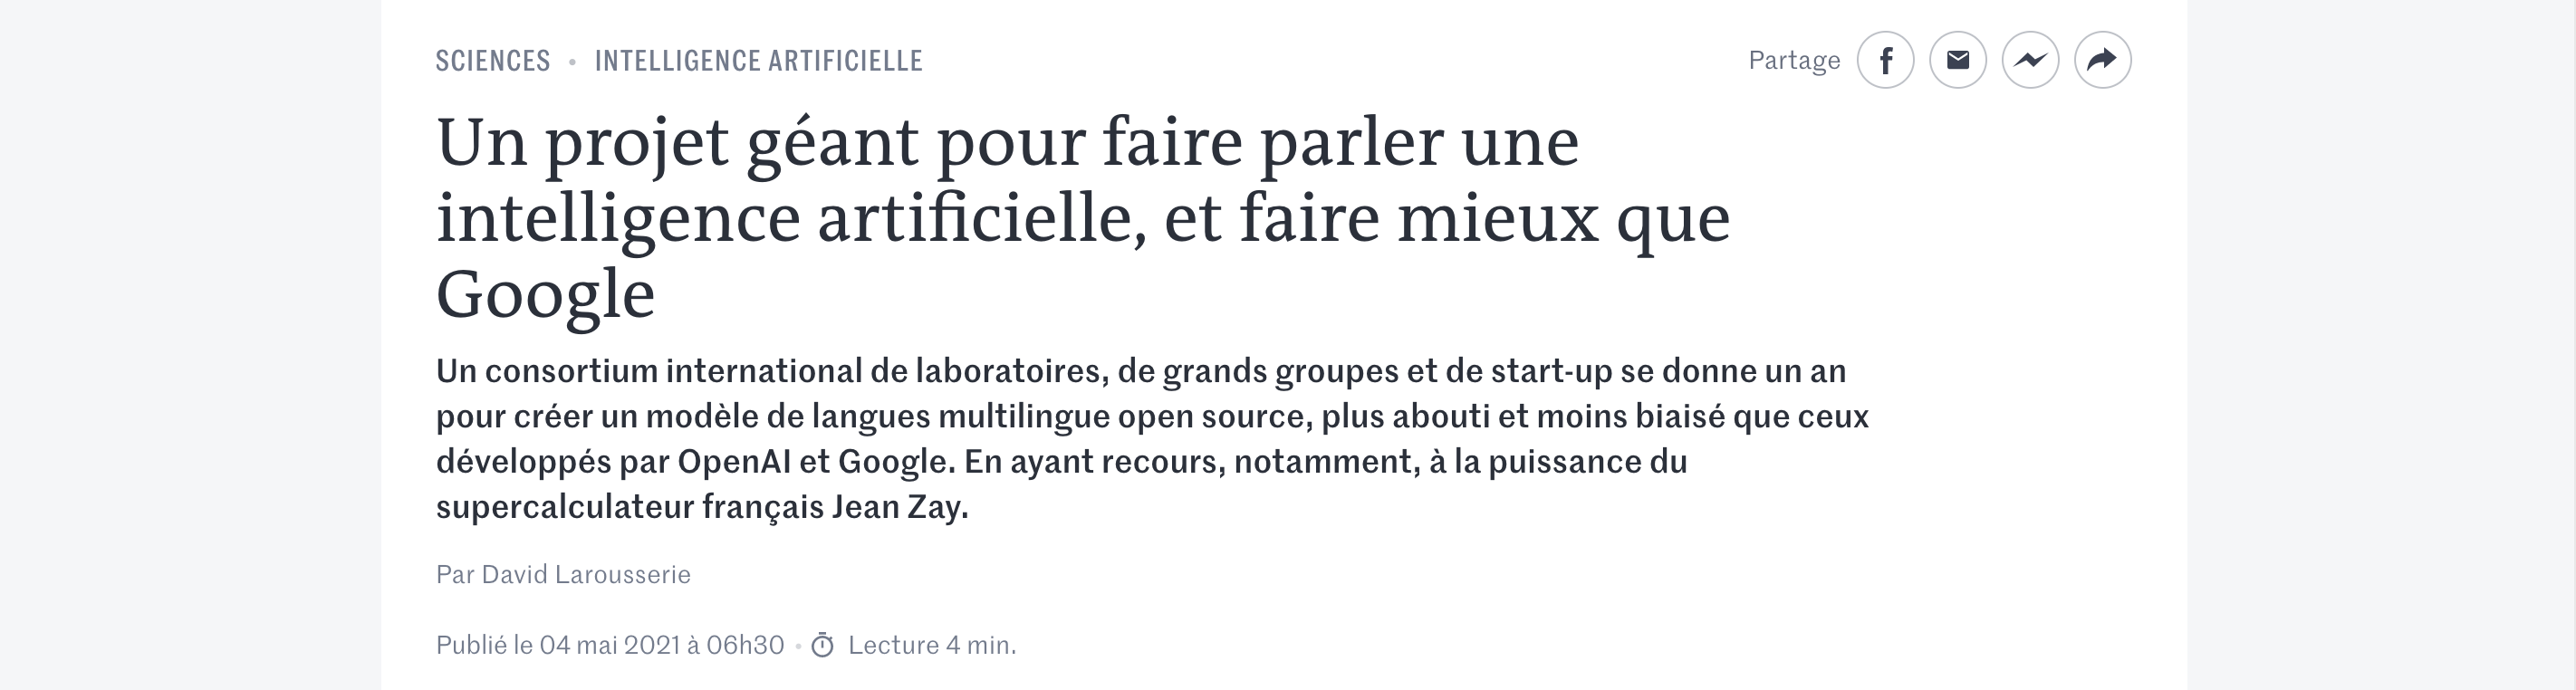 SCIENCES • INTELLIGENCE ARTIFICIELLE
Partage
Un projet géant pour faire parler une
intelligence artificielle, et faire mieux que
Google
Un consortium international de laboratoires, de grands groupes et de start-up se donne un an
pour créer un modèle de langues multilingue open source, plus abouti et moins biaisé que ceux
développés par OpenAI et Google. En ayant recours, notamment, à la puissance du
supercalculateur français Jean Zay.
Par David Larousserie
Publié le 04 mai 2021 à 06h30 • Lecture 4 min.